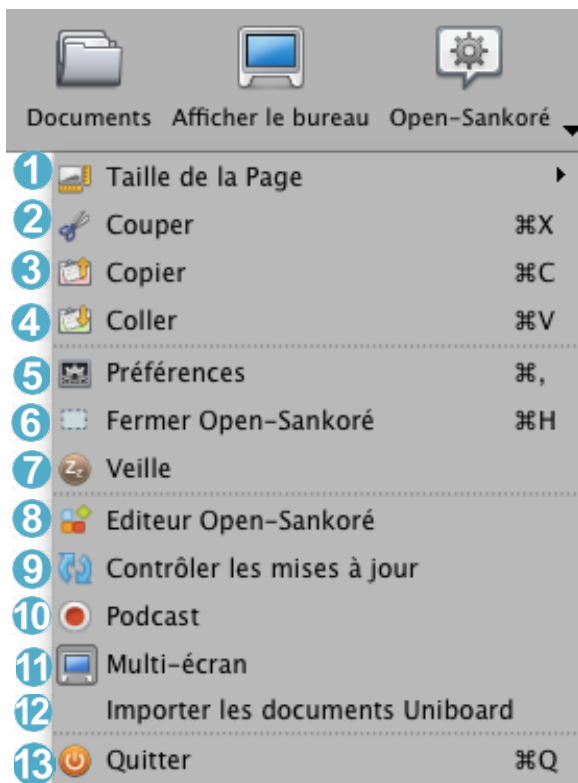 Documents Afficher le bureau Open-Sankoré
1 Taille de la Page
2 Couper ⌘X
3 Copier ⌘C
4 Coller ⌘V
5 Préférences ⌘,
6 Fermer Open-Sankoré ⌘H
7 Zz Veille
8 Editeur Open-Sankoré
9 Contrôler les mises à jour
10 Podcast
11 Multi-écran
12 Importer les documents Uniboard
13 Quitter ⌘Q